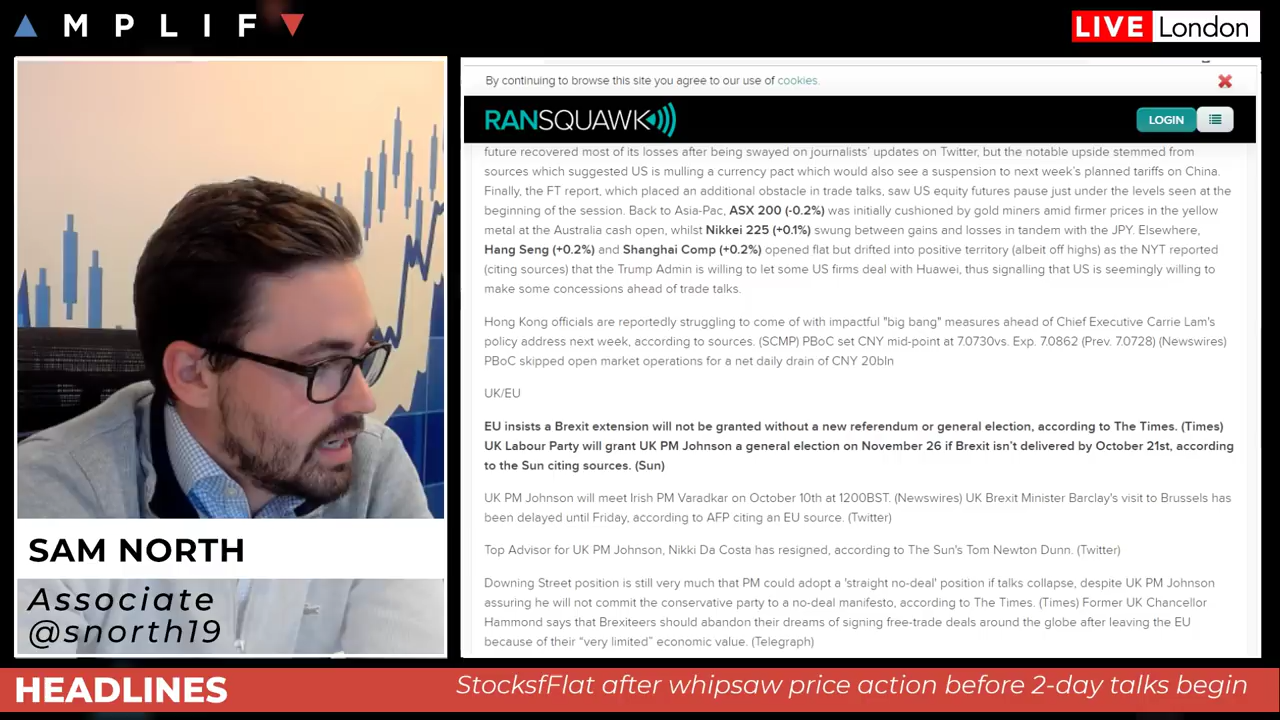 MPLIF
LIVE London
By continuing to browse this site you agree to our use of cookies.
RANSQUAWK
LOGIN
future recovered most of its losses after being swayed on journalists' updates on Twitter, but the notable upside stemmed from
sources which suggested US is mulling a currency pact which would also see a suspension to next week's planned tariffs on China.
Finally, the FT report, which placed an additional obstacle in trade talks, saw US equity futures pause just under the levels seen at the
beginning of the session. Back to Asia-Pac, ASX 200 (-0.2%) was initially cushioned by gold miners amid firmer prices in the yellow
metal at the Australia cash open, whilst Nikkei 225 (+0.1%) swung between gains and losses in tandem with the JPY. Elsewhere,
Hang Seng (+0.2%) and Shanghai Comp (+0.2%) opened flat but drifted into positive territory (albeit off highs) as the NYT reported
(citing sources) that the Trump Admin is willing to let some US firms deal with Huawei, thus signalling that US is seemingly willing to
make some concessions ahead of trade talks.
Hong Kong officials are reportedly struggling to come of with impactful "big bang" measures ahead of Chief Executive Carrie Lam's
policy address next week, according to sources. (SCMP) PBoC set CNY mid-point at 7.0730vs. Exp. 7.0862 (Prev. 7.0728) (Newswires)
PBoC skipped open market operations for a net daily drain of CNY 20bln
UK/EU
EU insists a Brexit extension will not be granted without a new referendum or general election, according to The Times. (Times)
UK Labour Party will grant UK PM Johnson a general election on November 26 if Brexit isn't delivered by October 21st, according
to the Sun citing sources. (Sun)
UK PM Johnson will meet Irish PM Varadkar on October 10th at 1200BST. (Newswires) UK Brexit Minister Barclay's visit to Brussels has
been delayed until Friday, according to AFP citing an EU source. (Twitter)
Top Advisor for UK PM Johnson, Nikki Da Costa has resigned, according to The Sun's Tom Newton Dunn. (Twitter)
Downing Street position is still very much that PM could adopt a 'straight no-deal' position if talks collapse, despite UK PM Johnson
assuring he will not commit the conservative party to a no-deal manifesto, according to The Times. (Times) Former UK Chancellor
Hammond says that Brexiteers should abandon their dreams of signing free-trade deals around the globe after leaving the EU
because of their “very limited” economic value. (Telegraph)
SAM NORTH
Associate
@snorth19
HEADLINES
StocksfFlat after whipsaw price action before 2-day talks begin